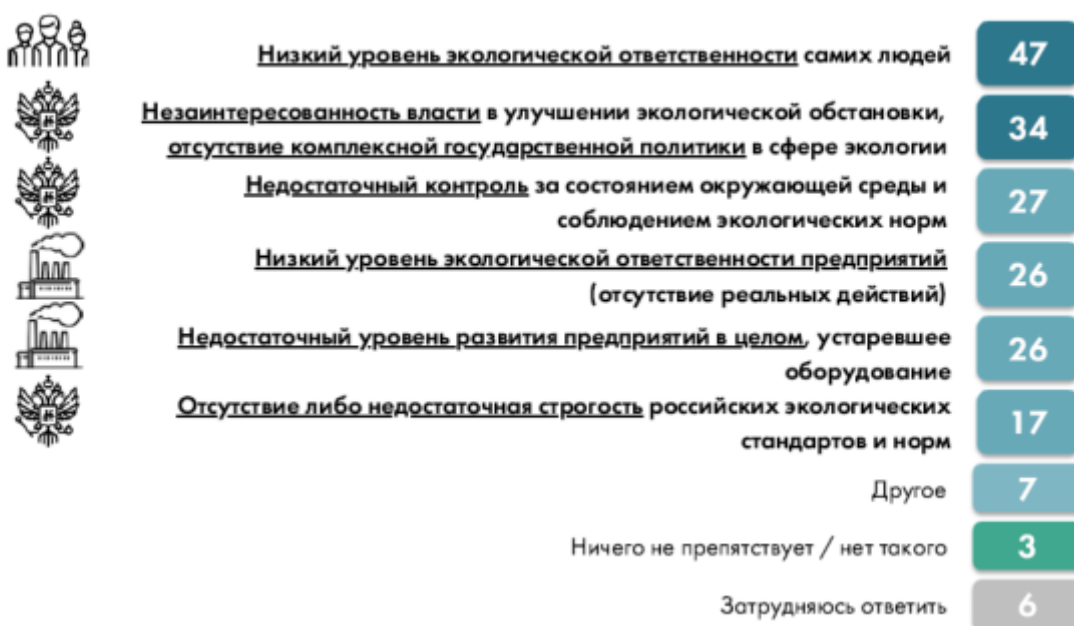 Низкий уровень экологической ответственности самих людей
47
Незаинтересованность власти в улучшении экологической обстановки,
отсутствие комплексной государственной политики в сфере экологии
34
Недостаточный контроль за состоянием окружающей среды и
соблюдением экологических норм
27
Низкий уровень экологической ответственности предприятий
(отсутствие реальных действий)
26
Недостаточный уровень развития предприятий в целом, устаревшее
оборудование
26
Отсутствие либо недостаточная строгость российских экологических
стандартов и норм
17
Другое
7
Ничего не препятствует / нет такого
3
Затрудняюсь ответить
6